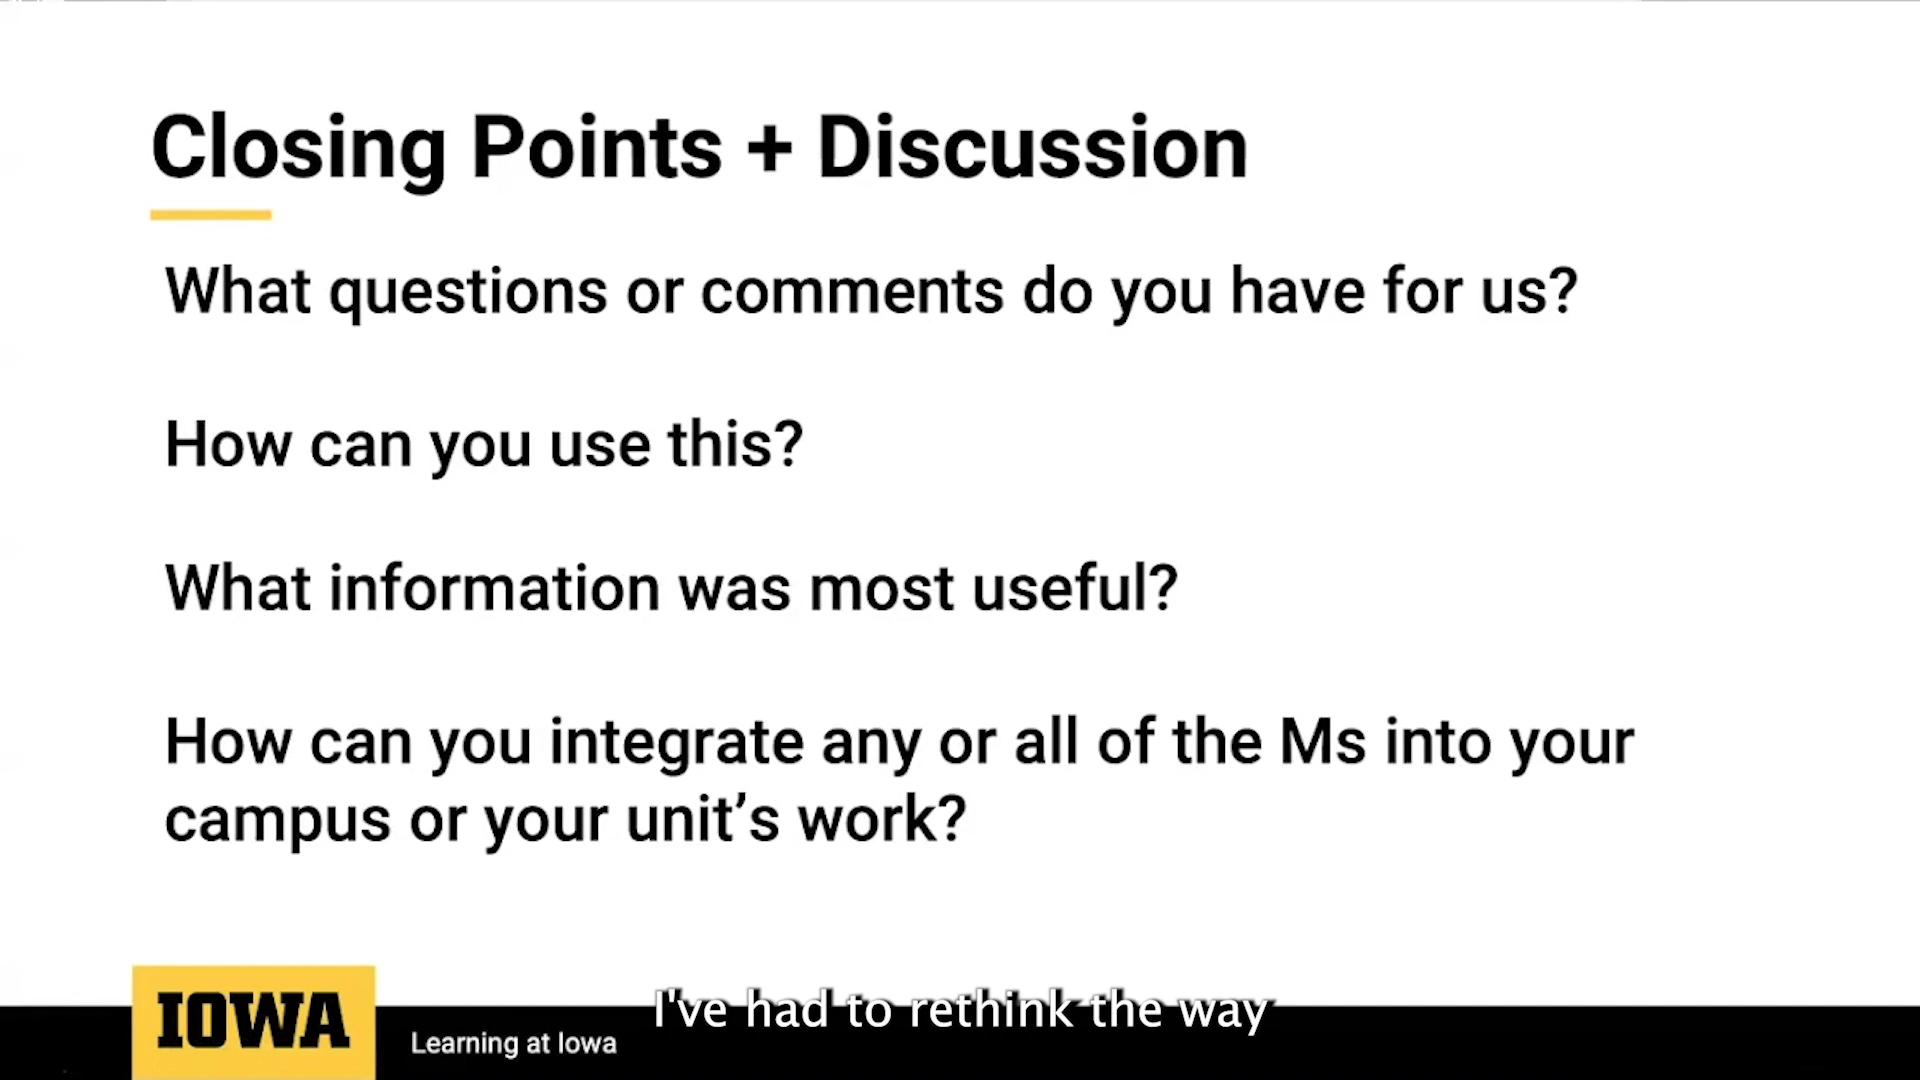 Closing Points + Discussion
What questions or comments do you have for us?
How can you use this?
What information was most useful?
How can you integrate any or all of the Ms into your
campus or your unit’s work?
IOWA
Learning at Iowa
I've had to rethink the way